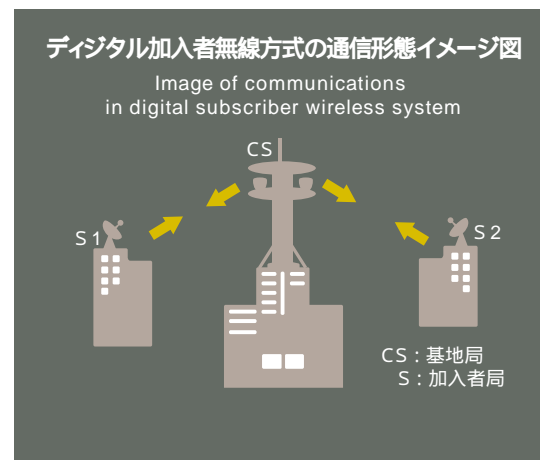 ディジタル加入者無線方式の通信形態イメージ図
Image of communications
in digital subscriber wireless system
CS
S1
S2
CS：基地局
S：加入者局